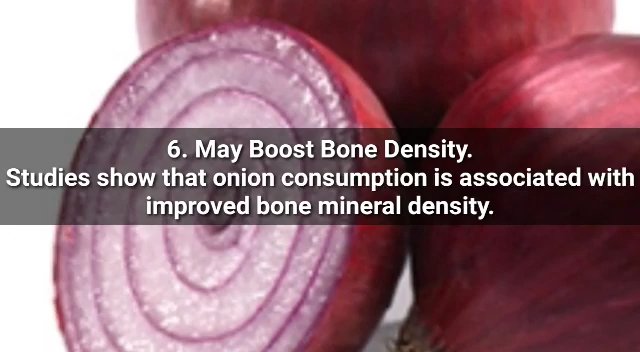 6. May Boost Bone Density.
Studies show that onion consumption is associated with
improved bone mineral density.